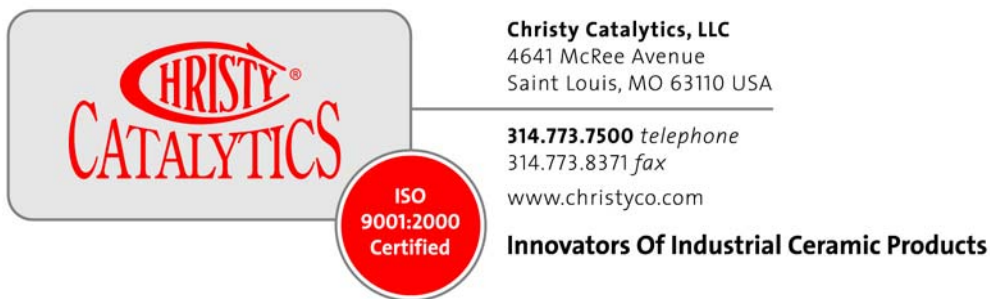 CHRISTY®
CATALYTICS
ISO
9001:2000
Certified
Christy Catalytics, LLC
4641 McRee Avenue
Saint Louis, MO 63110 USA
314.773.7500 telephone
314.773.8371 fax
www.christyco.com
Innovators Of Industrial Ceramic Products